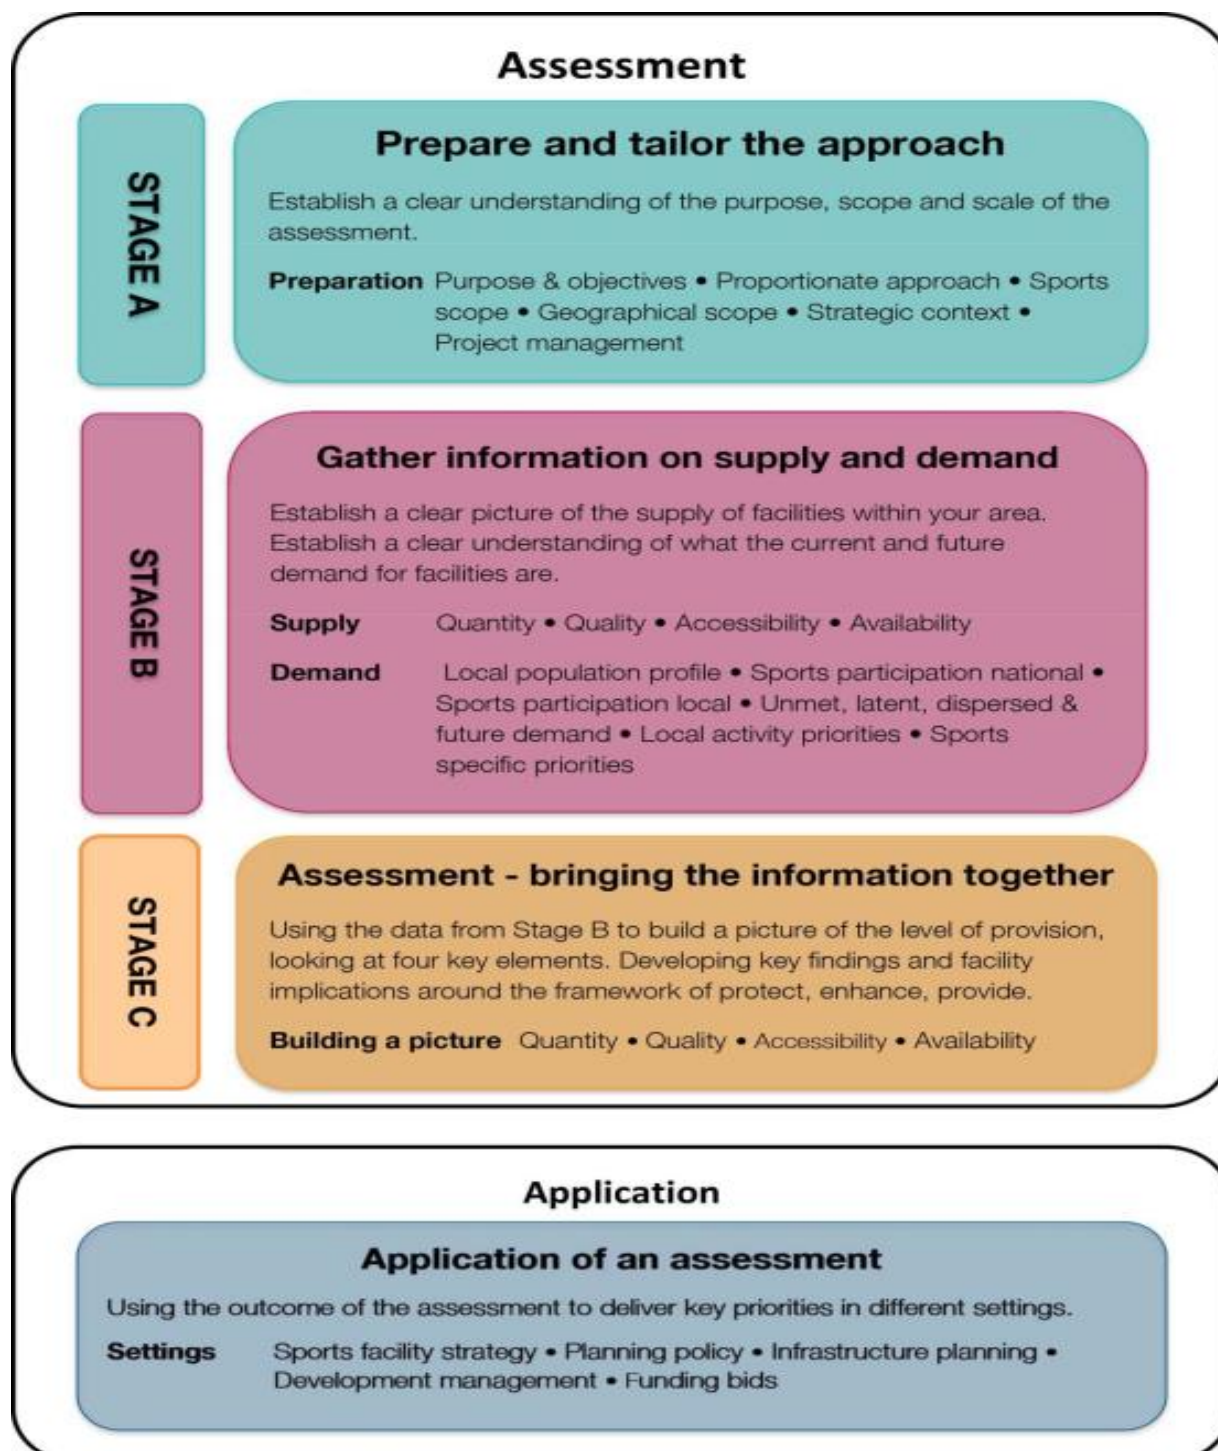 Assessment
STAGE A
Prepare and tailor the approach
Establish a clear understanding of the purpose, scope and scale of the
assessment.
Preparation Purpose & objectives • Proportionate approach • Sports
scope • Geographical scope • Strategic context •
Project management
STAGE B
Gather information on supply and demand
Establish a clear picture of the supply of facilities within your area.
Establish a clear understanding of what the current and future
demand for facilities are.
Supply Quantity • Quality • Accessibility • Availability
Demand Local population profile • Sports participation national •
Sports participation local • Unmet, latent, dispersed &
future demand • Local activity priorities • Sports
specific priorities
STAGE C
Assessment - bringing the information together
Using the data from Stage B to build a picture of the level of provision,
looking at four key elements. Developing key findings and facility
implications around the framework of protect, enhance, provide.
Building a picture Quantity • Quality • Accessibility • Availability
Application
Application of an assessment
Using the outcome of the assessment to deliver key priorities in different settings.
Settings Sports facility strategy • Planning policy • Infrastructure planning •
Development management • Funding bids